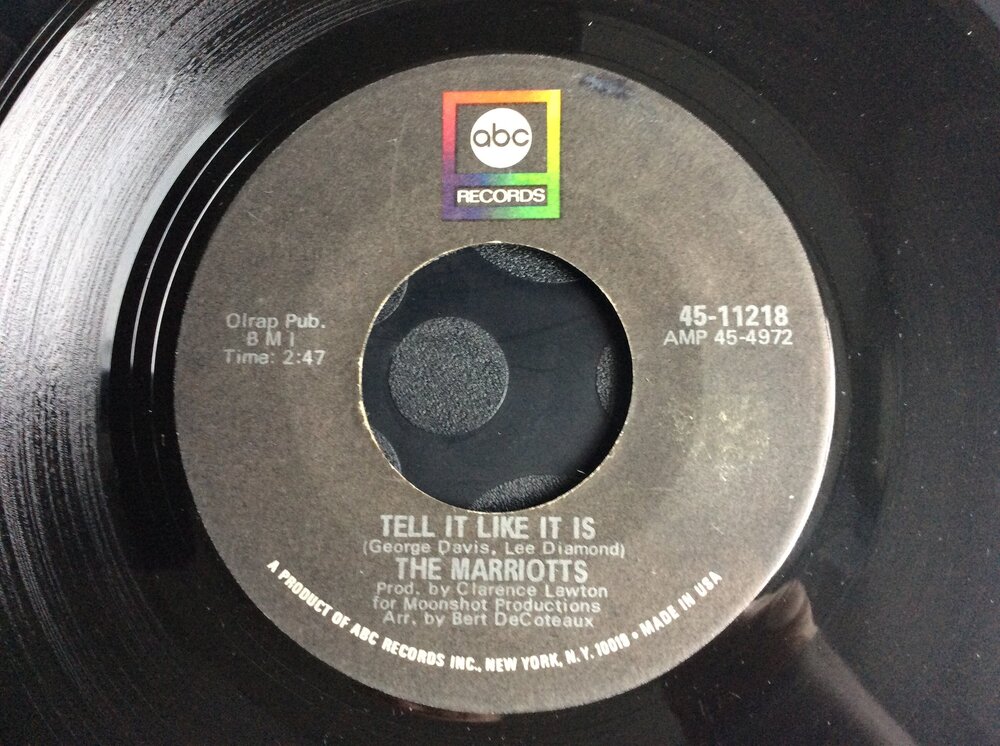 abc
RECORDS
Olrap Pub.
B M I
Time: 2:47
45-11218
AMP 45-4972
TELL IT LIKE IT IS
(George Davis, Lee Diamond)
THE MARRIOTTS
Prod. by Clarence Lawton
for Moonshot Productions
Arr. by Bert DeCoteaux
A PRODUCT OF ABC RECORDS INC., NEW YORK, N.Y. 10019 • MADE IN USA